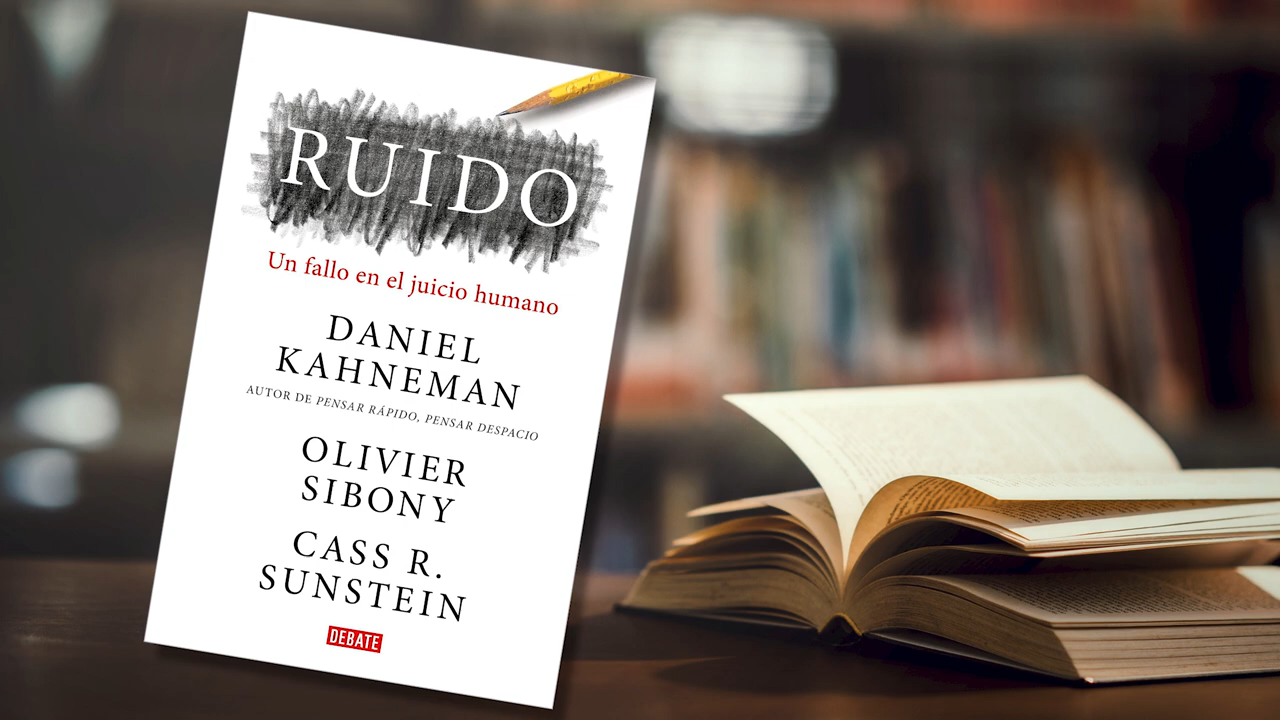 RUIDO
Un fallo en el juicio humano
DANIEL
KAHNEMAN
AUTOR DE PENSAR RÁPIDO, PENSAR DESPACIO
OLIVIER
SIBONY
CASS R.
SUNSTEIN
DEBATE